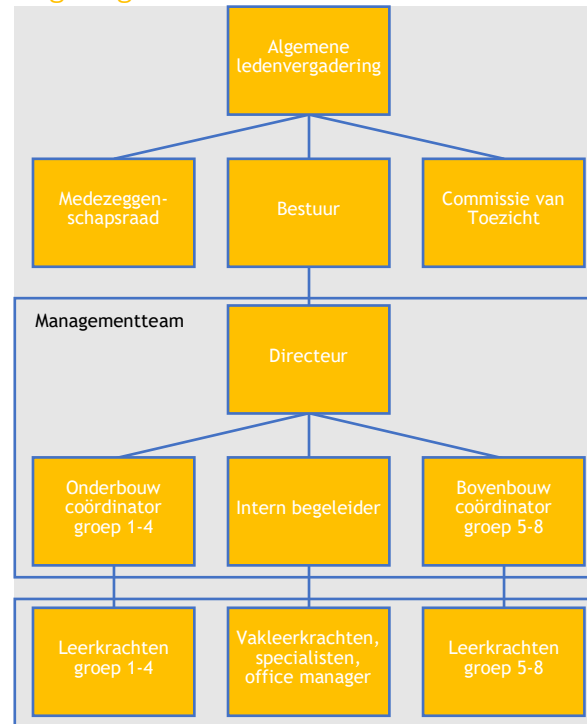 Algemene
ledenvergadering
Medezeggen-
schapsraad
Bestuur
Commissie van
Toezicht
Managementteam
Directeur
Onderbouw
coördinator
groep 1-4
Intern begeleider
Bovenbouw
coördinator
groep 5-8
Leerkrachten
groep 1-4
Vakleerkrachten,
specialisten,
office manager
Leerkrachten
groep 5-8